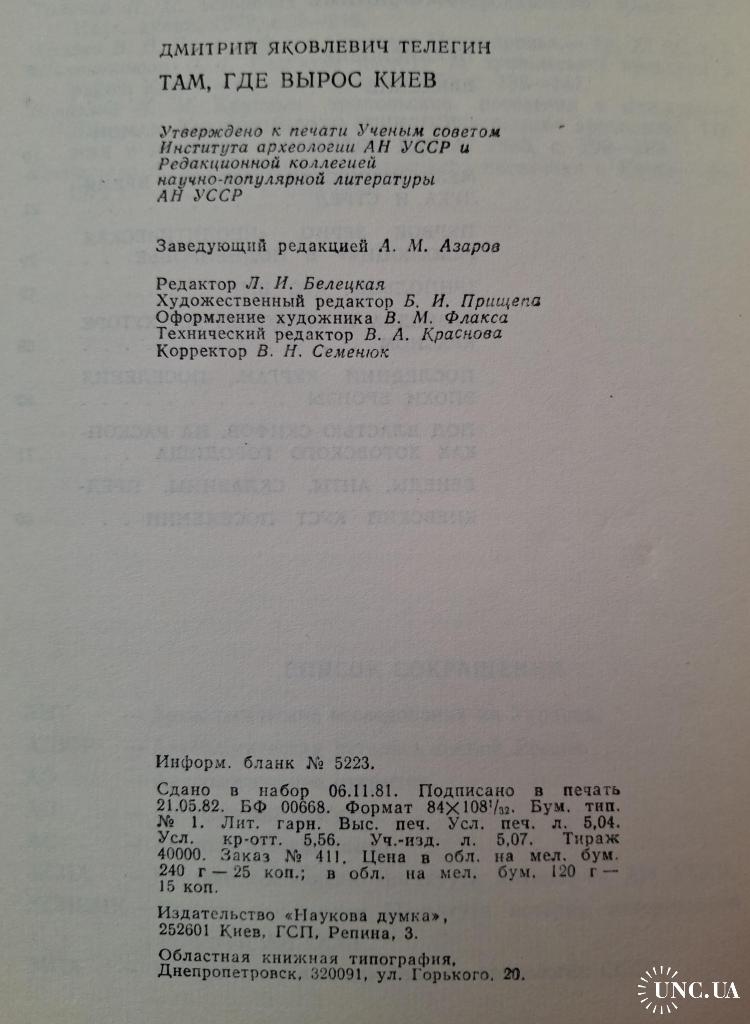 ДМИТРИЙ ЯКОВЛЕВИЧ ТЕЛЕГИН
ТАМ, ГДЕ ВЫРОС КИЕВ
Утверждено к печати Ученым советом
Института археологии АН УССР и
Редакционной коллегией
научно-популярной литературы
АН УССР
Заведующий редакцией А. М. Азаров
Редактор Л. И. Белецкая
Художественный редактор Б. И. Прищепа
Оформление художника В. М. Флакса
Технический редактор В. А. Краснова
Корректор В. Н. Семенюк
Информ. бланк № 5223.
Сдано в набор 06.11.81. Подписано в печать
21.05.82. БФ 00668. Формат 84×108¹/₃₂. Бум. тип.
№ 1. Лит. гарн. Выс. печ. Усл. печ. л. 5,04.
Усл. кр-отт. 5,56. Уч.-изд. л. 5,07. Тираж
40000. Заказ № 411. Цена в обл. на мел. бум.
240 г — 25 коп.; в обл. на мел. бум. 120 г —
15 коп.
Издательство «Наукова думка»,
252601 Киев, ГСП, Репина, 3.
Областная книжная типография,
Днепропетровск, 320091, ул. Горького, 20.
UNC.UA